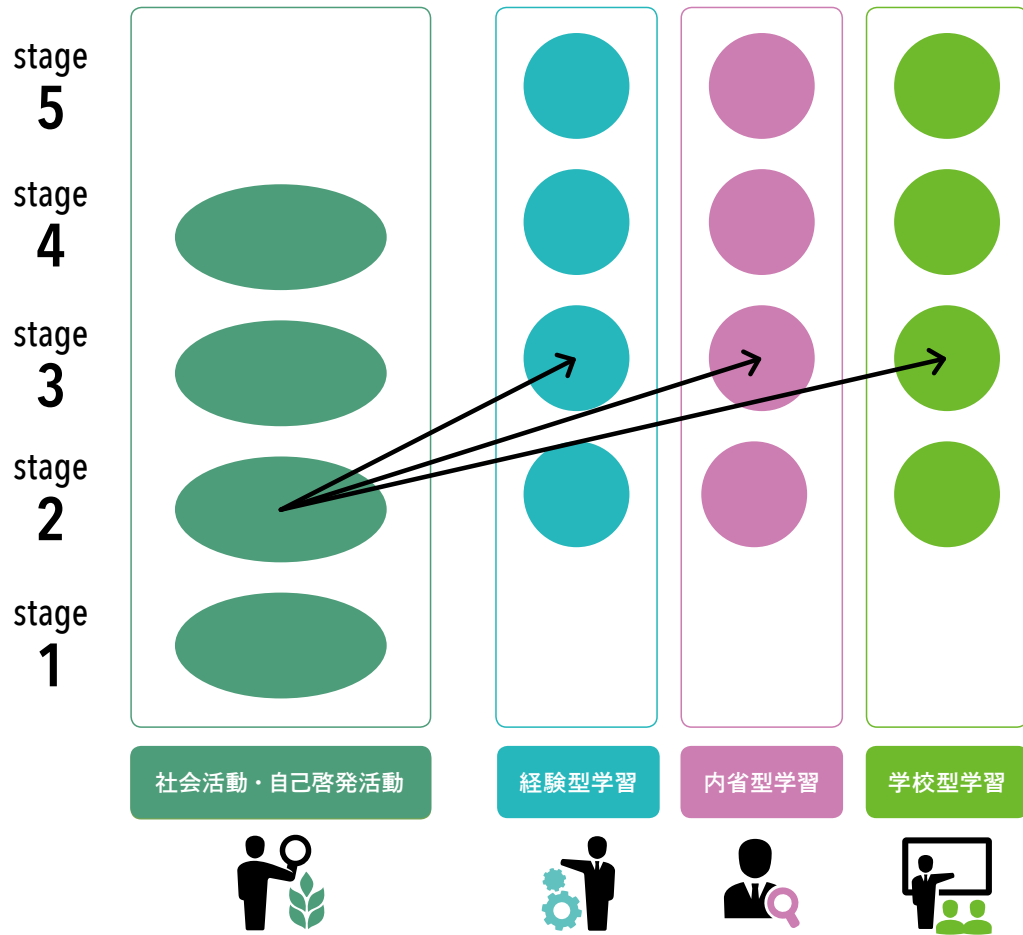 stage
5
stage
4
stage
3
stage
2
stage
1
社会活動・自己啓発活動
経験型学習
内省型学習
学校型学習